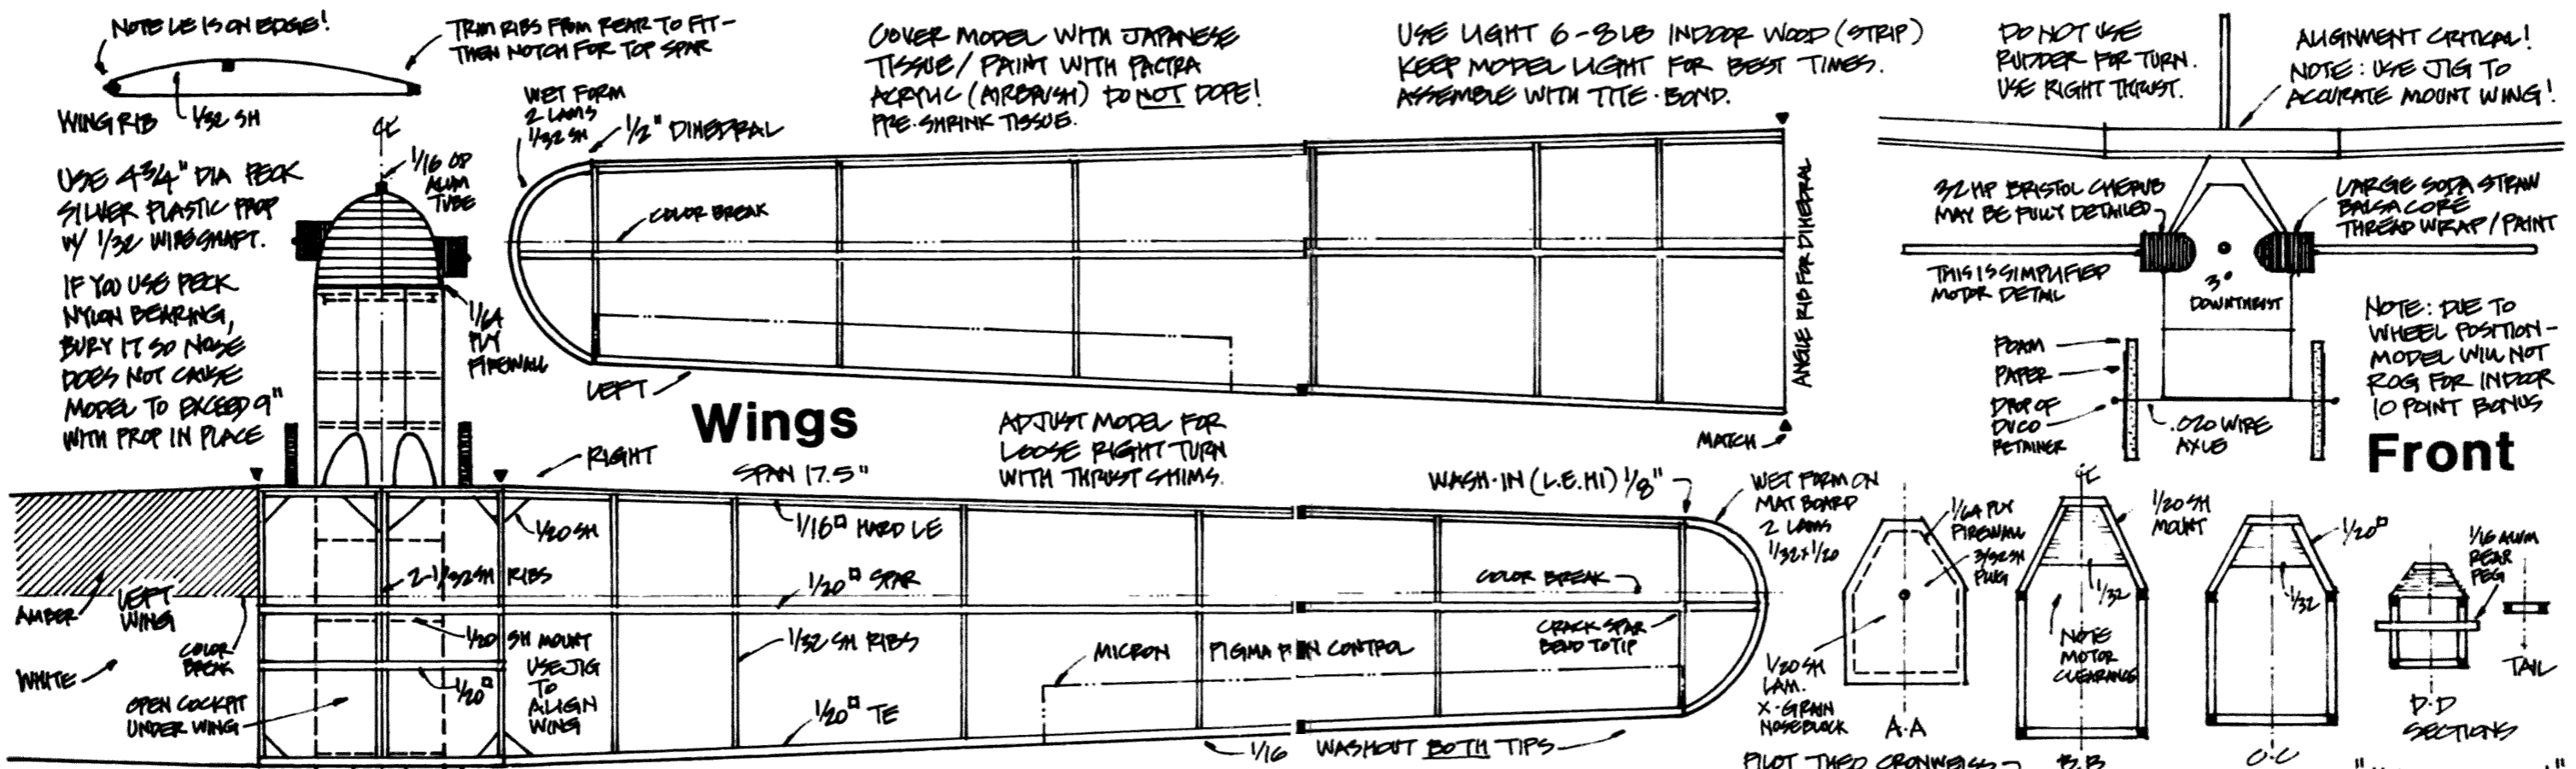 NOTE LE IS ON EDGE!
TRIM RIBS FROM REAR TO FIT -
THEN NOTCH FOR TOP SPAR
WING RIB
1/32 SH
COVER MODEL WITH JAPANESE
TISSUE/ PAINT WITH PACTRA
ACRYLIC (AIRBRUSH) DO NOT DOPE!
PRE-SHRINK TISSUE.
USE LIGHT 6-8 LB INDOOR WOOD (STRIP)
KEEP MODEL LIGHT FOR BEST TIMES.
ASSEMBLE WITH TITE-BOND.
DO NOT USE
RUDDER FOR TURN.
USE RIGHT THRUST.
ALIGNMENT CRITICAL!
NOTE: USE JIG TO
ACCURATE MOUNT WING!
USE 4 3/4" DIA PECK
SILVER PLASTIC PROP
W/ 1/32 WIRE SHAFT.
IF YOU USE PECK
NYLON BEARING,
BURY IT SO NOSE
DOES NOT CAUSE
MODEL TO EXCEED 9"
WITH PROP IN PLACE
℄
1/16 OD
ALUM
TUBE
1/64
PLY
FIREWALL
WET FORM
2 LAMS
1/32 SH
1/2" DIHEDRAL
COLOR BREAK
LEFT
ANGLE RIB FOR DIHEDRAL
MATCH
Wings
SPAN 17.5"
RIGHT
ADJUST MODEL FOR
LOOSE RIGHT TURN
WITH THRUST SHIMS.
32 HP BRISTOL CHERUB
MAY BE FULLY DETAILED
LARGE SODA STRAW
BALSA CORE
THREAD WRAP/PAINT
THIS IS SIMPLIFIED
MOTOR DETAIL
3°
DOWNTHRUST
FOAM
PAPER
DROP OF
DUCO
RETAINER
.020 WIRE
AXLE
NOTE: DUE TO
WHEEL POSITION -
MODEL WILL NOT
ROG FOR INDOOR
10 POINT BONUS
Front
AMBER
LEFT
WING
WHITE
COLOR
BREAK
OPEN COCKPIT
UNDER WING
1/20 SH
2-1/32 SH RIBS
1/20 SH MOUNT
USE JIG
TO
ALIGN
WING
1/20□
1/16□ HARD LE
1/20□ SPAR
1/32 SH RIBS
1/20□ TE
MICRON PIGMA PEN CONTROL
WASH-IN (L.E. HI) 1/8"
COLOR BREAK
CRACK SPAR
BEND TO TIP
1/16 WASHOUT BOTH TIPS
WET FORM ON
MAT BOARD
2 LAMS
1/32 x 1/20
1/64 PLY
FIREWALL
3/32 SH
PLUG
1/20 SH
LAM.
X-GRAIN
NOSEBLOCK
A-A
℄
1/20 SH
MOUNT
1/32
NOTE
MOTOR
CLEARANCE
B-B
1/20□
1/32
C-C
1/16 ALUM
REAR
PEG
TAIL
D-D
SECTIONS
PILOT THEO CRONWEISS